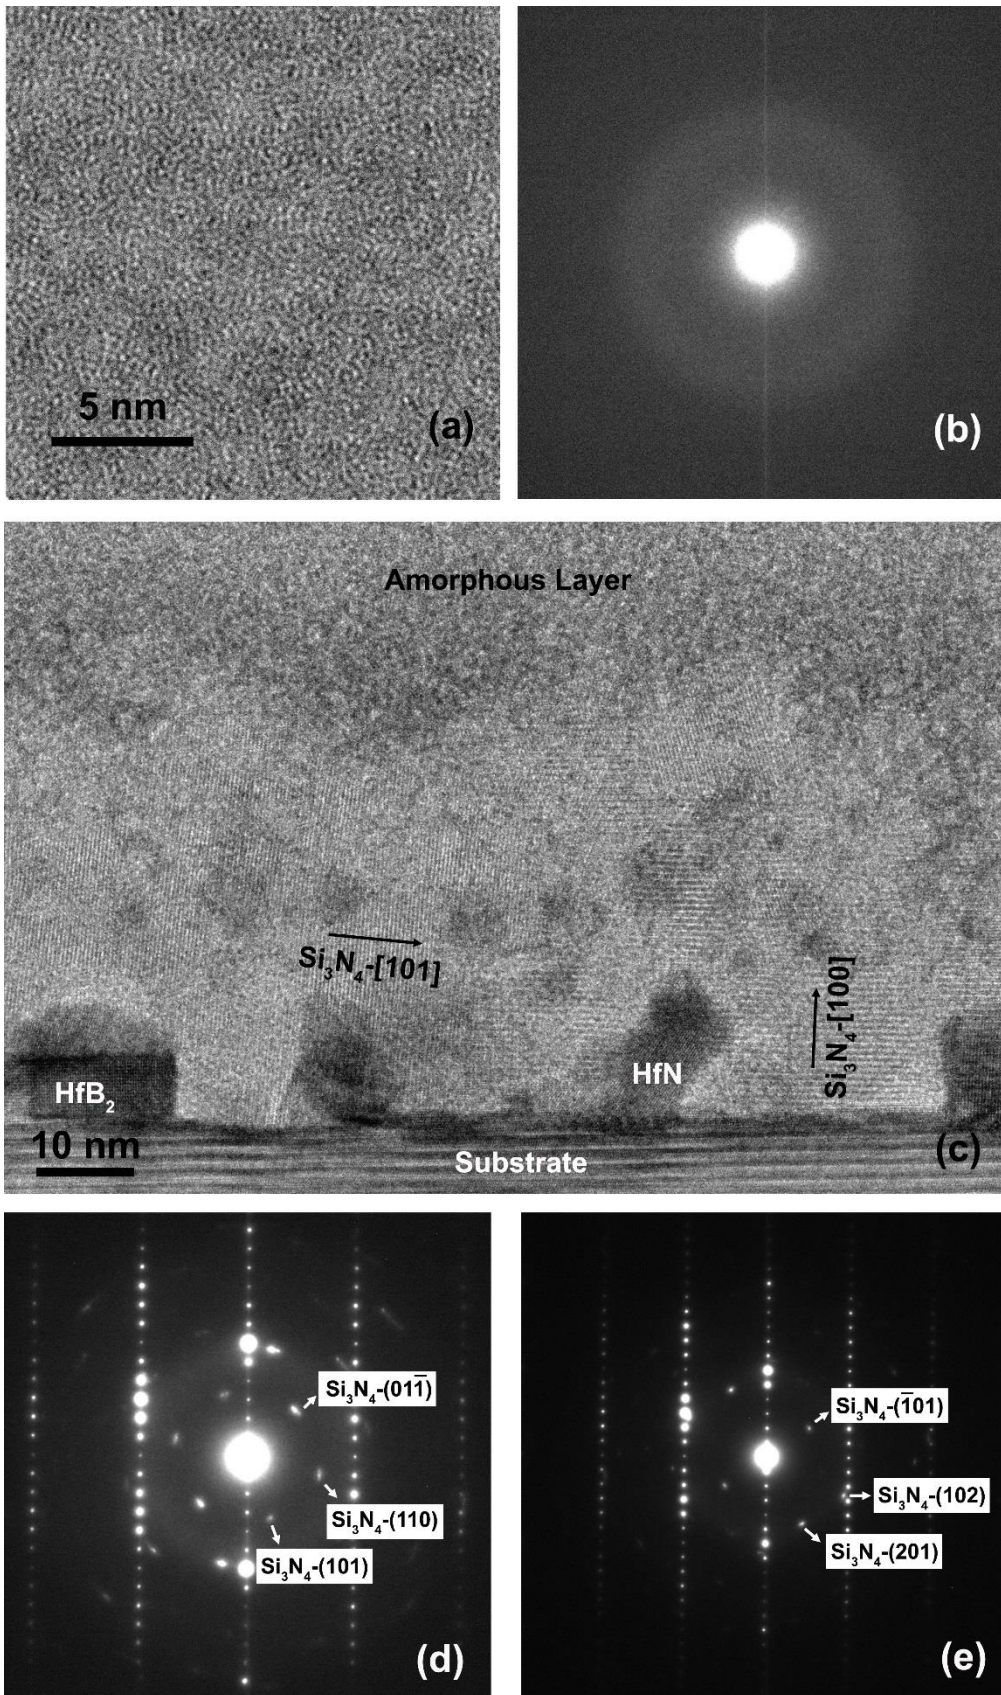 5 nm
(a)
(b)
Amorphous Layer
Si₃N₄-[101]
Si₃N₄-[100]
HfB₂
HfN
10 nm
Substrate
(c)
Si₃N₄-(011̅)
Si₃N₄-(110)
Si₃N₄-(101)
(d)
Si₃N₄-(1̅01)
Si₃N₄-(102)
Si₃N₄-(201)
(e)